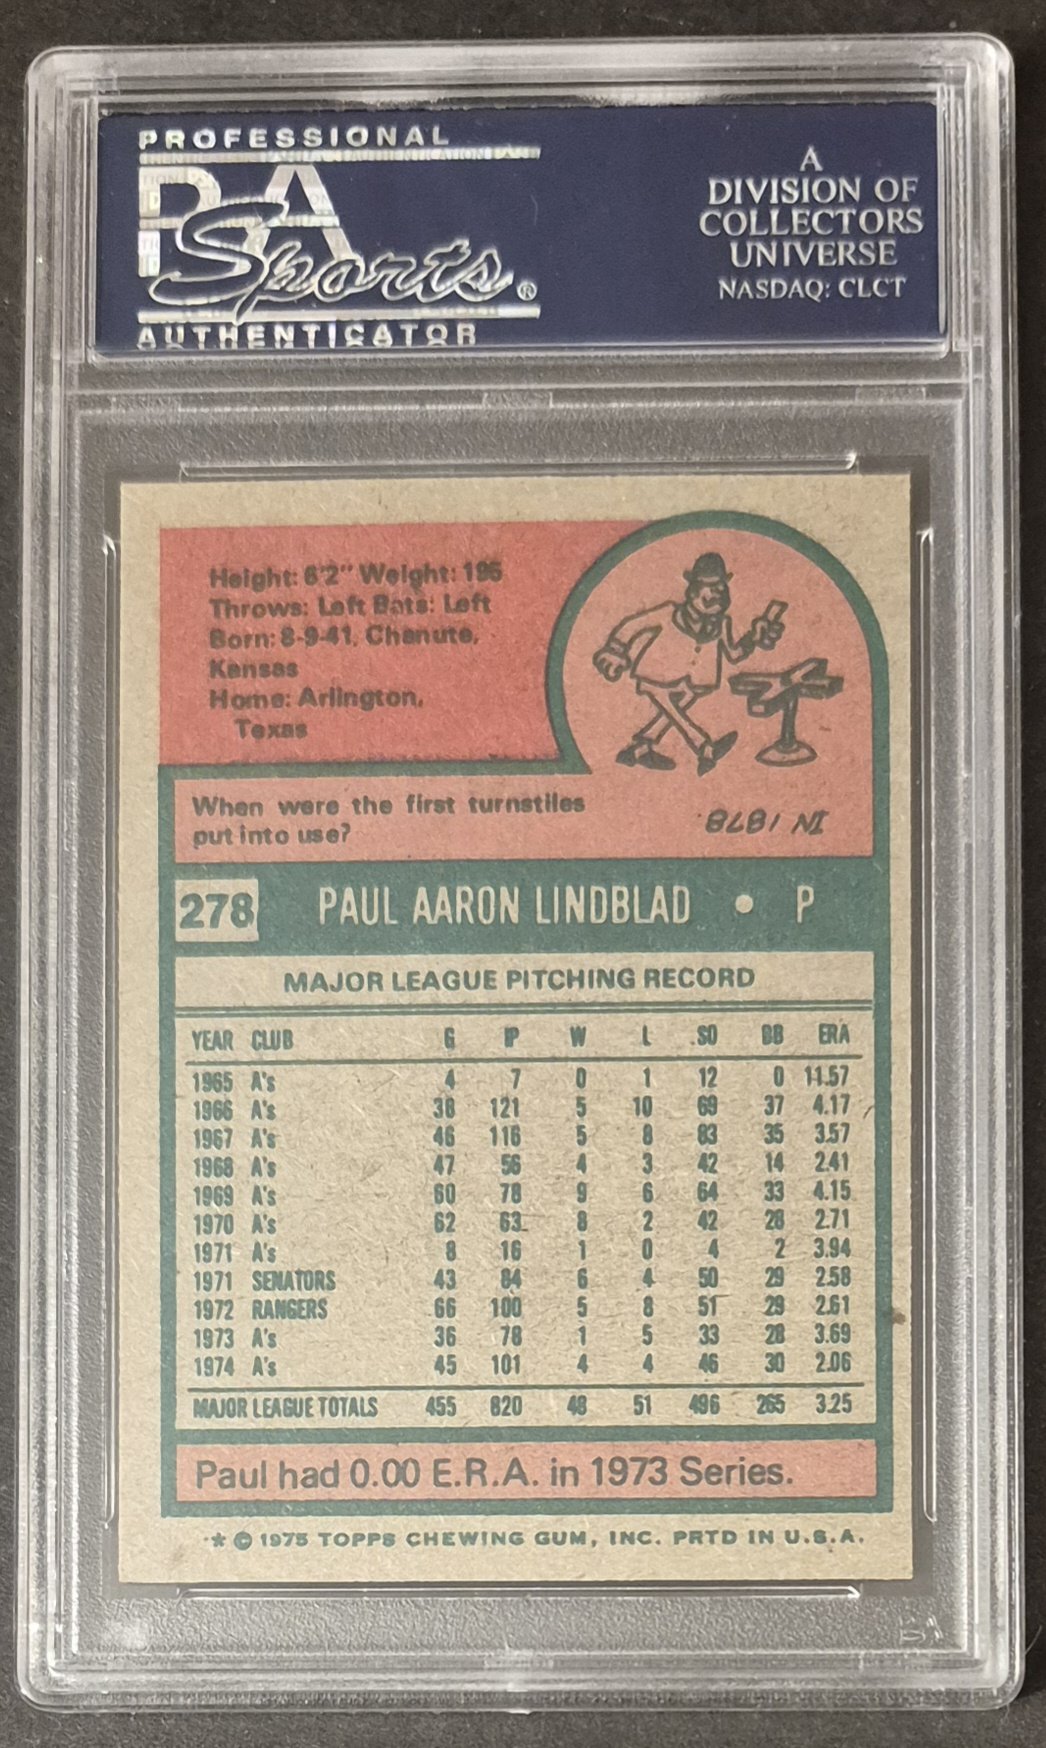 PROFESSIONAL
PSA
Sports®
AUTHENTICATOR
A
DIVISION OF
COLLECTORS
UNIVERSE
NASDAQ: CLCT
Height: 6'2" Weight: 195
Throws: Left Bats: Left
Born: 8-9-41, Chanute,
Kansas
Home: Arlington,
Texas
When were the first turnstiles
put into use?
IN 1878.
278 PAUL AARON LINDBLAD • P
MAJOR LEAGUE PITCHING RECORD
YEAR CLUB G IP W L SO BB ERA
1965 A's 4 7 0 1 12 0 11.57
1966 A's 38 121 5 10 69 37 4.17
1967 A's 46 116 5 8 83 35 3.57
1968 A's 47 56 4 3 42 14 2.41
1969 A's 60 78 9 6 64 33 4.15
1970 A's 62 63 8 2 42 28 2.71
1971 A's 8 16 1 0 4 2 3.94
1971 SENATORS 43 84 6 4 50 29 2.58
1972 RANGERS 66 100 5 8 51 29 2.61
1973 A's 36 78 1 5 33 28 3.69
1974 A's 45 101 4 4 46 30 2.06
MAJOR LEAGUE TOTALS 455 820 48 51 496 265 3.25
Paul had 0.00 E.R.A. in 1973 Series.
* © 1975 TOPPS CHEWING GUM, INC. PRTD IN U.S.A.